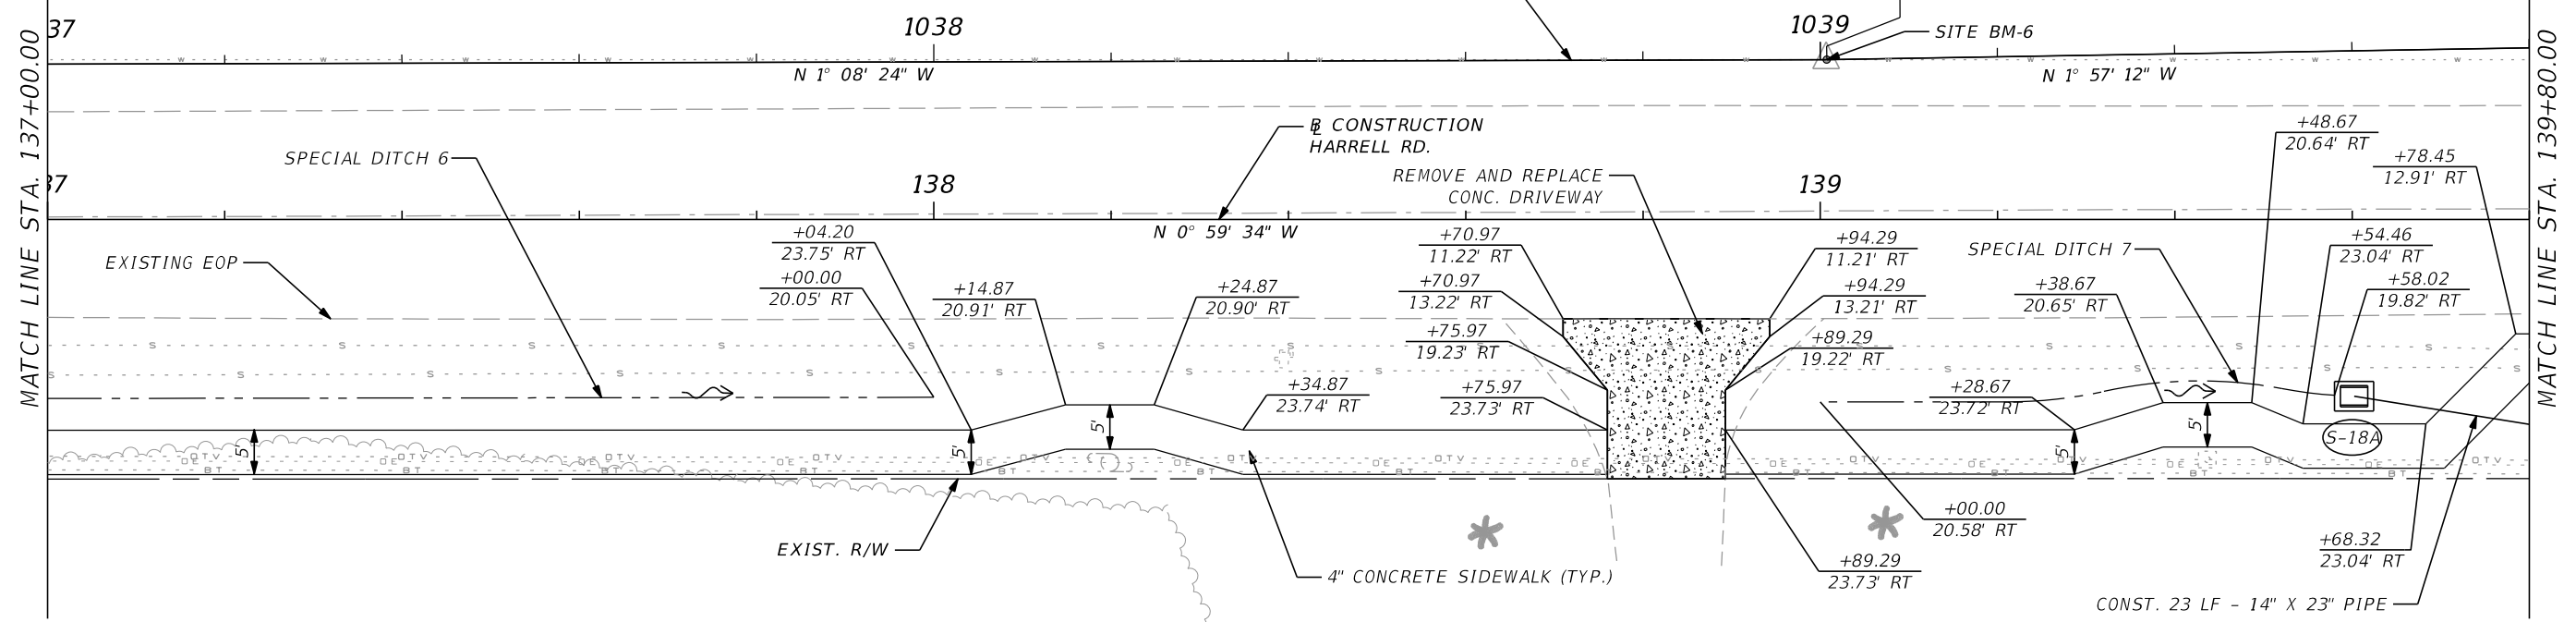 37
1038
1039
SITE BM-6
N 1° 08' 24" W
N 1° 57' 12" W
MATCH LINE STA. 137+00.00
MATCH LINE STA. 139+80.00
SPECIAL DITCH 6
B CONSTRUCTION
L
HARRELL RD.
REMOVE AND REPLACE
CONC. DRIVEWAY
+48.67
20.64' RT
+78.45
12.91' RT
37
138
139
N 0° 59' 34" W
EXISTING EOP
+04.20
23.75' RT
+00.00
20.05' RT
+14.87
20.91' RT
+24.87
20.90' RT
+34.87
23.74' RT
+70.97
11.22' RT
+70.97
13.22' RT
+75.97
19.23' RT
+75.97
23.73' RT
+94.29
11.21' RT
+94.29
13.21' RT
+89.29
19.22' RT
SPECIAL DITCH 7
+38.67
20.65' RT
+28.67
23.72' RT
+54.46
23.04' RT
+58.02
19.82' RT
S-18A
5'
5'
5'
5'
5'
EXIST. R/W
4" CONCRETE SIDEWALK (TYP.)
+00.00
20.58' RT
+89.29
23.73' RT
+68.32
23.04' RT
CONST. 23 LF - 14" X 23" PIPE